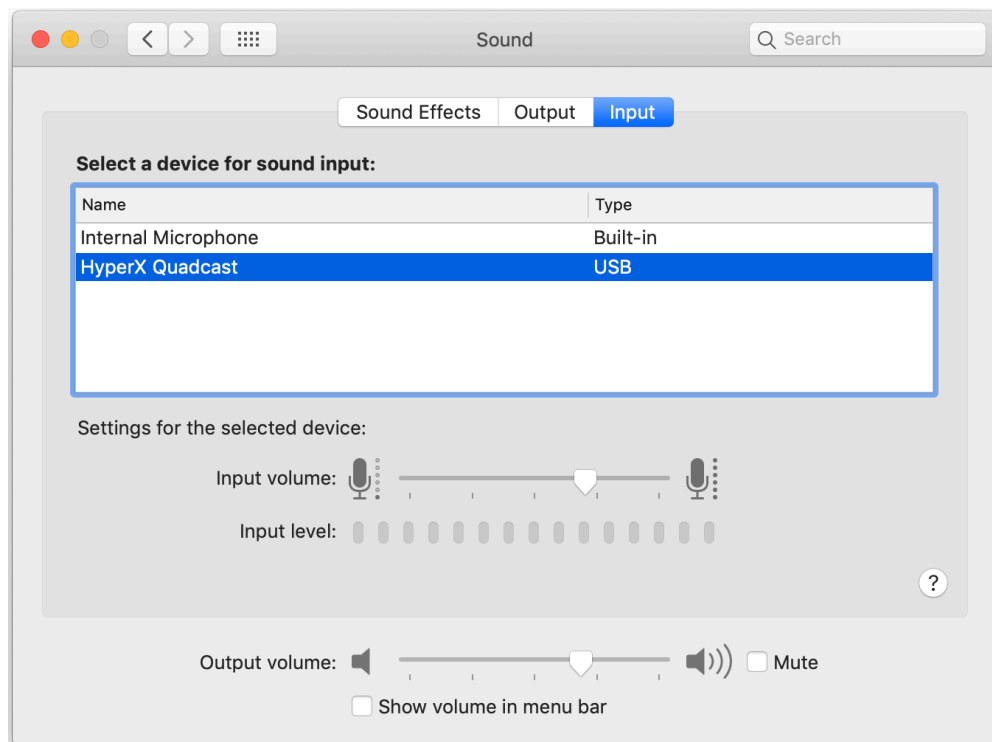 Sound
Search
Sound Effects Output Input
Select a device for sound input:
Name Type
Internal Microphone Built-in
HyperX Quadcast USB
Settings for the selected device:
Input volume:
Input level:
?
Output volume: Mute
Show volume in menu bar